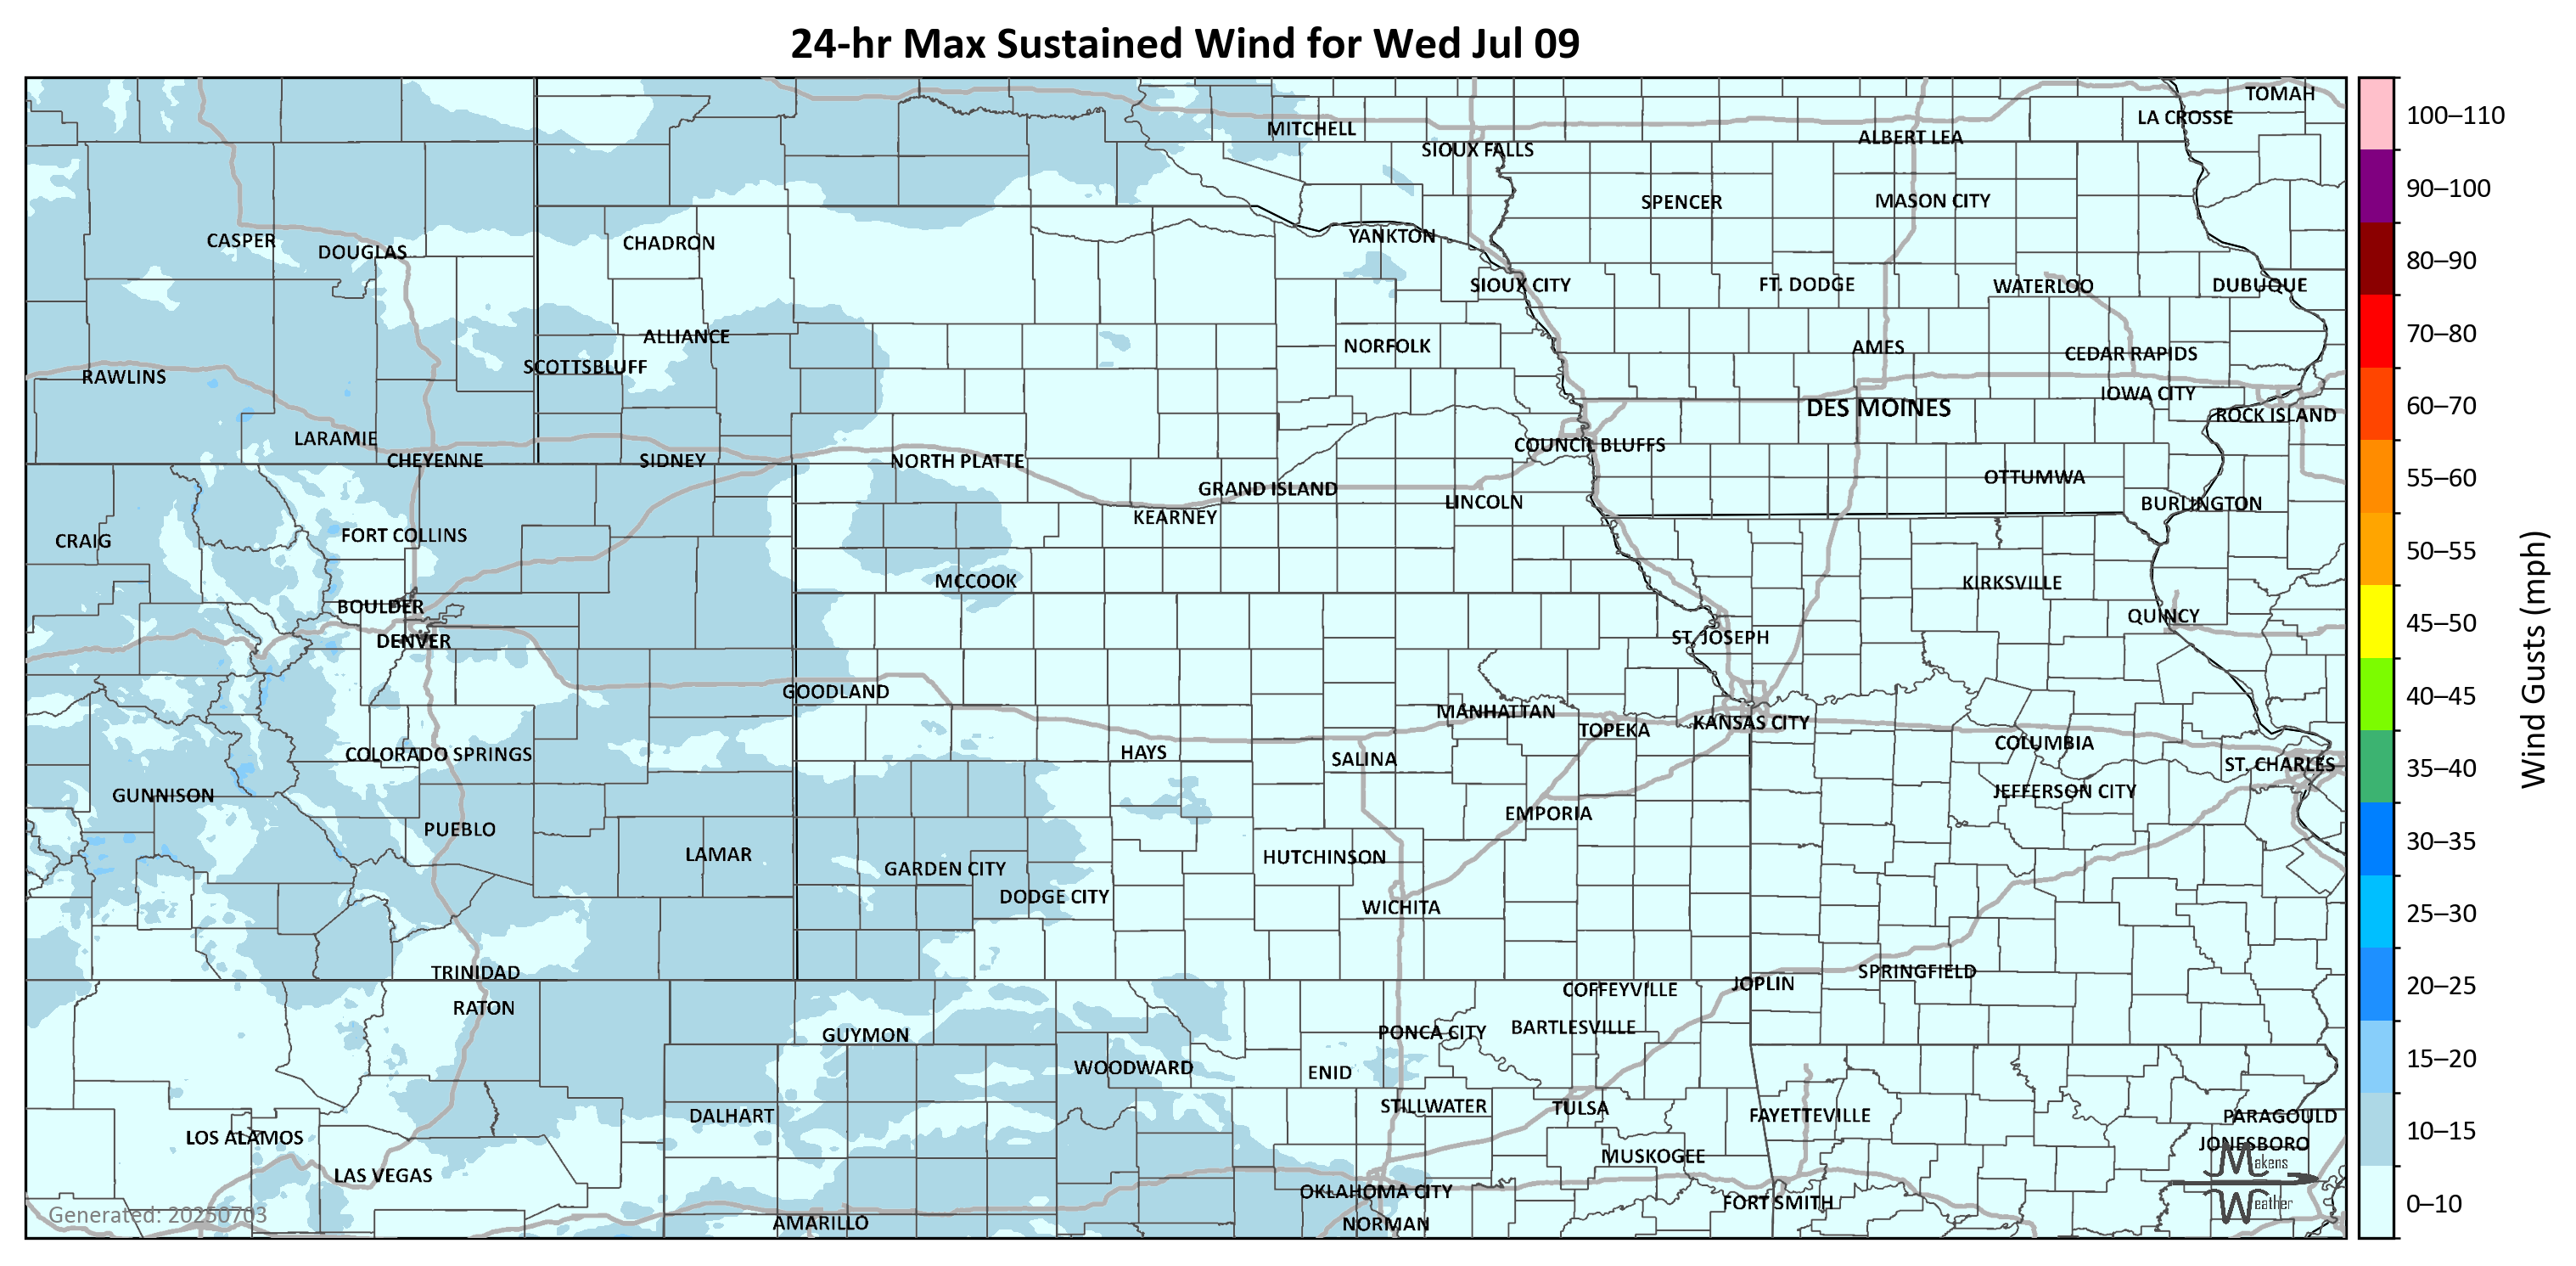 24-hr Max Sustained Wind for Wed Jul 09
TOMAH
LA CROSSE
MITCHELL
ALBERT LEA
SIOUX FALLS
SPENCER
MASON CITY
CASPER
DOUGLAS
CHADRON
YANKTON
SIOUX CITY
FT. DODGE
WATERLOO
DUBUQUE
ALLIANCE
SCOTTSBLUFF
NORFOLK
AMES
CEDAR RAPIDS
RAWLINS
IOWA CITY
DES MOINES
ROCK ISLAND
LARAMIE
COUNCIL BLUFFS
CHEYENNE
SIDNEY
NORTH PLATTE
OTTUMWA
GRAND ISLAND
LINCOLN
BURLINGTON
KEARNEY
CRAIG
FORT COLLINS
MCCOOK
KIRKSVILLE
BOULDER
QUINCY
DENVER
ST. JOSEPH
GOODLAND
MANHATTAN
TOPEKA
KANSAS CITY
COLUMBIA
COLORADO SPRINGS
HAYS
SALINA
ST. CHARLES
GUNNISON
JEFFERSON CITY
EMPORIA
PUEBLO
LAMAR
HUTCHINSON
GARDEN CITY
DODGE CITY
WICHITA
TRINIDAD
SPRINGFIELD
JOPLIN
COFFEYVILLE
RATON
GUYMON
PONCA CITY
BARTLESVILLE
WOODWARD
ENID
STILLWATER
TULSA
DALHART
FAYETTEVILLE
PARAGOULD
LOS ALAMOS
JONESBORO
MUSKOGEE
LAS VEGAS
OKLAHOMA CITY
FORT SMITH
AMARILLO
NORMAN
Generated: 20250703
Makens
Weather
100–110
90–100
80–90
70–80
60–70
55–60
50–55
45–50
40–45
35–40
30–35
25–30
20–25
15–20
10–15
0–10
Wind Gusts (mph)